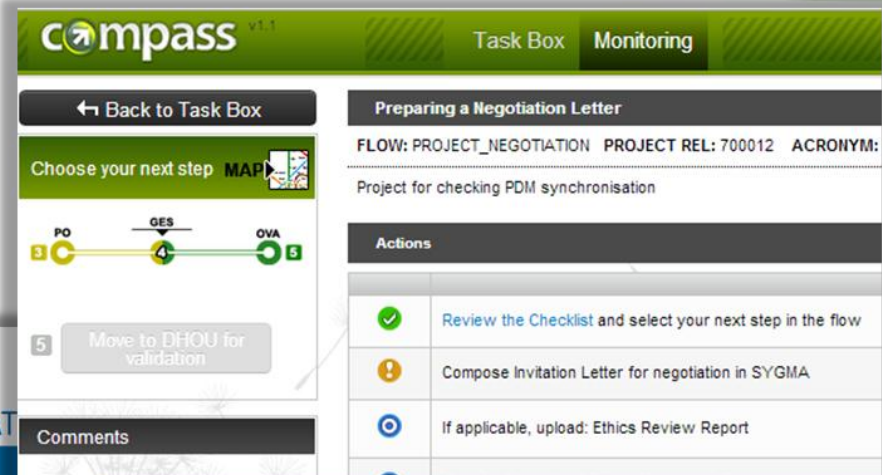 compass v1.1
Task Box Monitoring
Back to Task Box
Choose your next step MAP
PO GES OVA
3 4 5
5 Move to DHOU for
validation
Comments
Preparing a Negotiation Letter
FLOW: PROJECT_NEGOTIATION PROJECT REL: 700012 ACRONYM:
Project for checking PDM synchronisation
Actions
Review the Checklist and select your next step in the flow
Compose Invitation Letter for negotiation in SYGMA
If applicable, upload: Ethics Review Report